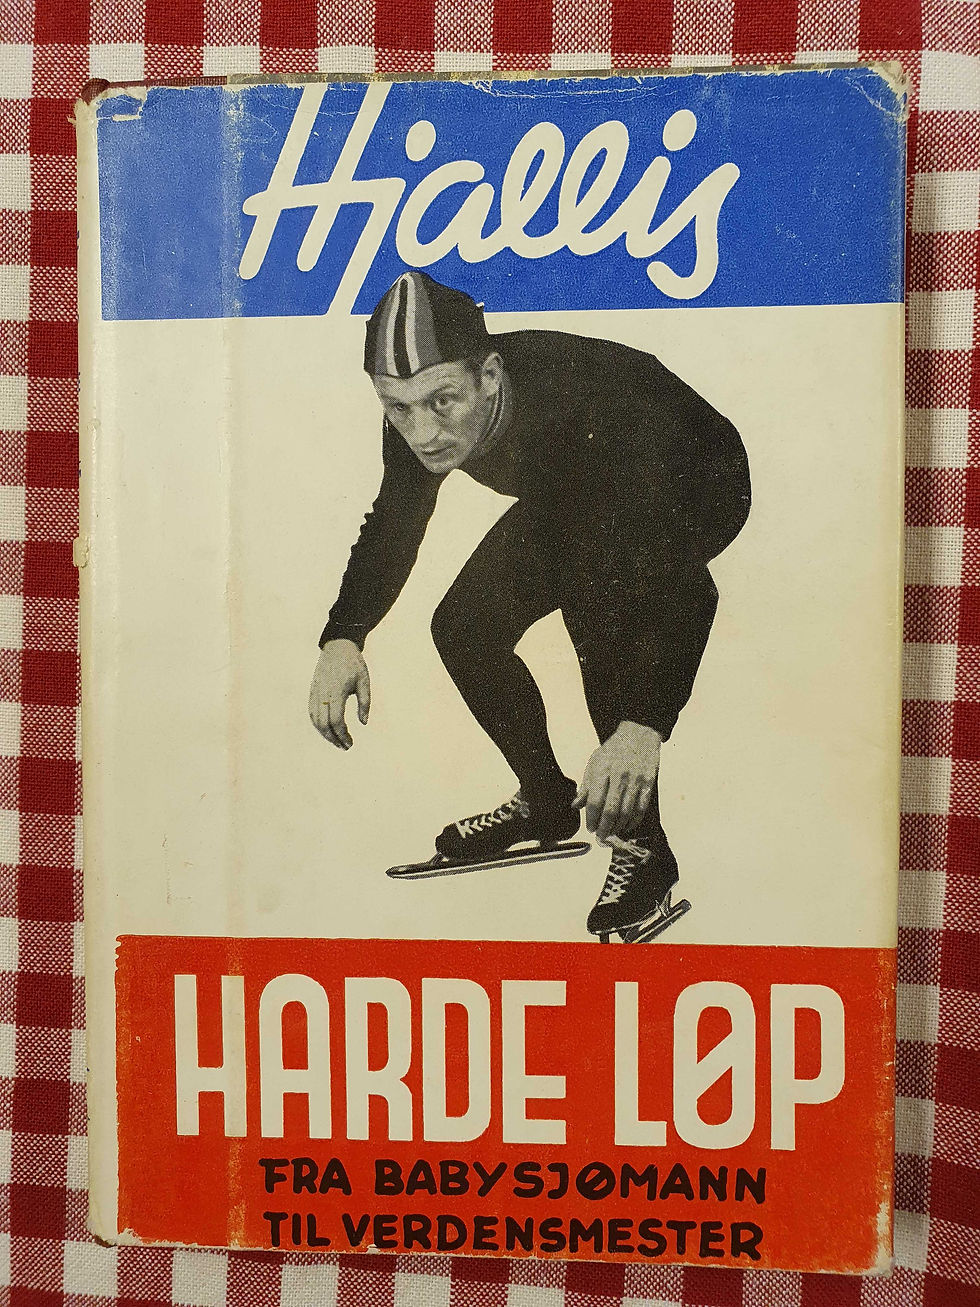 Hjallis
HARDE LØP
FRA BABYSJØMANN
TIL VERDENSMESTER